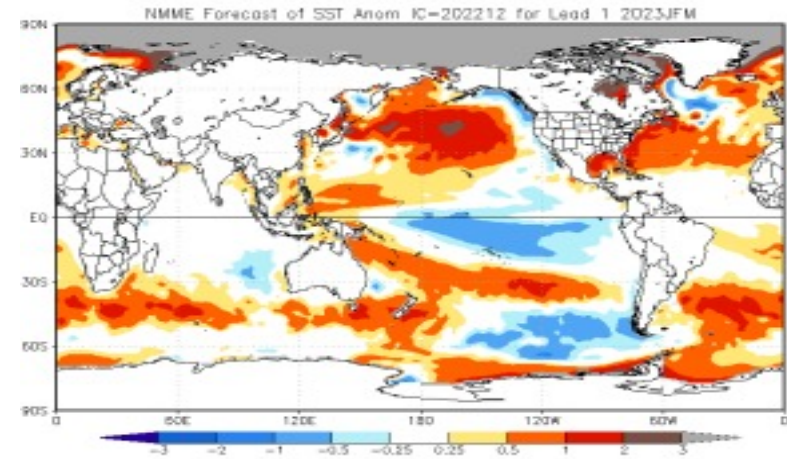 NMME Forecast of SST Anom IC=202212 for Lead 1 2023JFM
90N
60N
30N
EQ
30S
60S
90S
0 60E 120E 180 120W 60W 0
-3 -2 -1 -0.5 -0.25 0.25 0.5 1 2 3